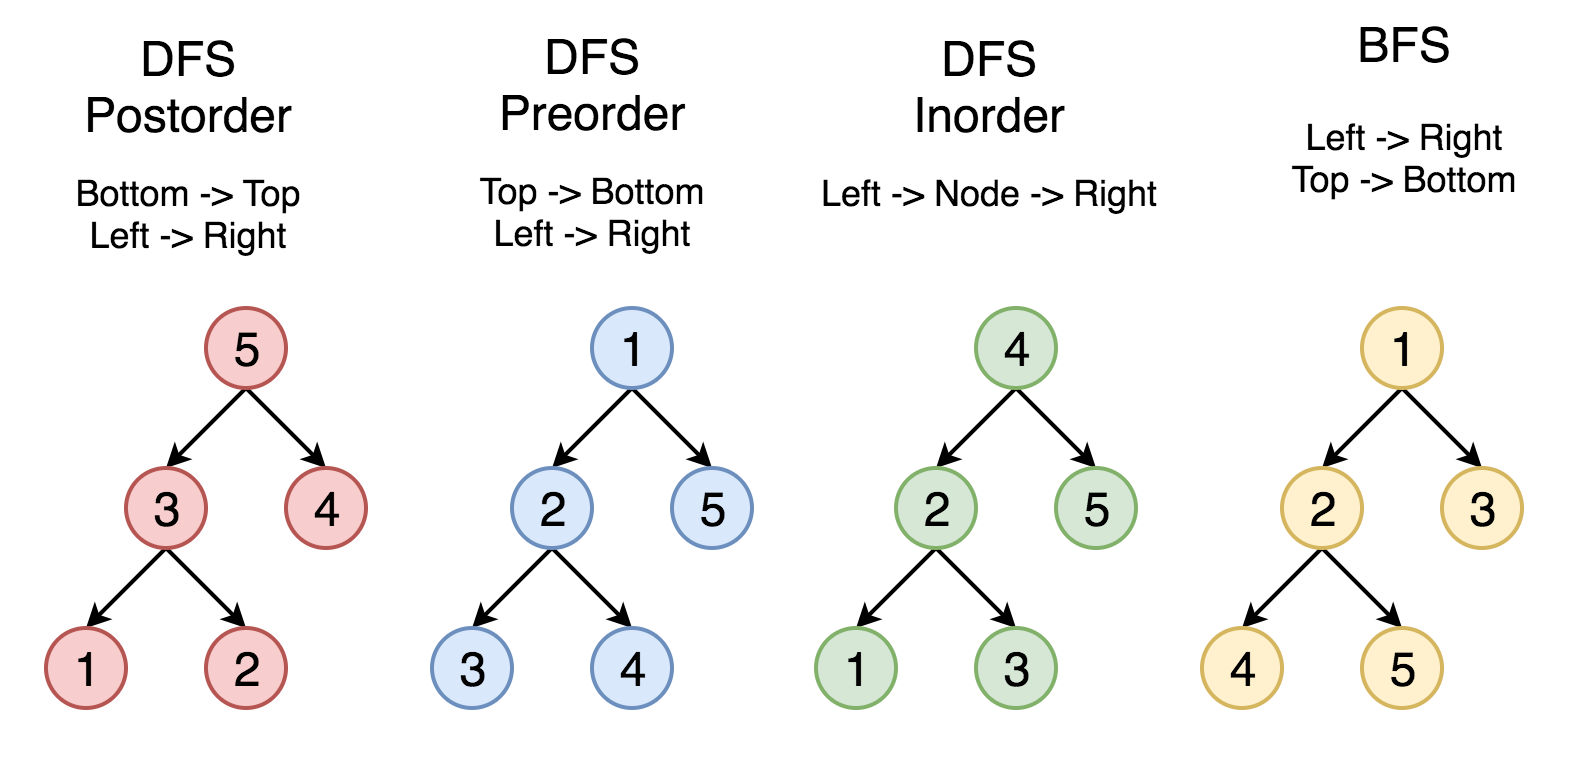 DFS
Postorder
Bottom -> Top
Left -> Right
5
3
4
1
2
DFS
Preorder
Top -> Bottom
Left -> Right
1
2
5
3
4
DFS
Inorder
Left -> Node -> Right
4
2
5
1
3
BFS
Left -> Right
Top -> Bottom
1
2
3
4
5